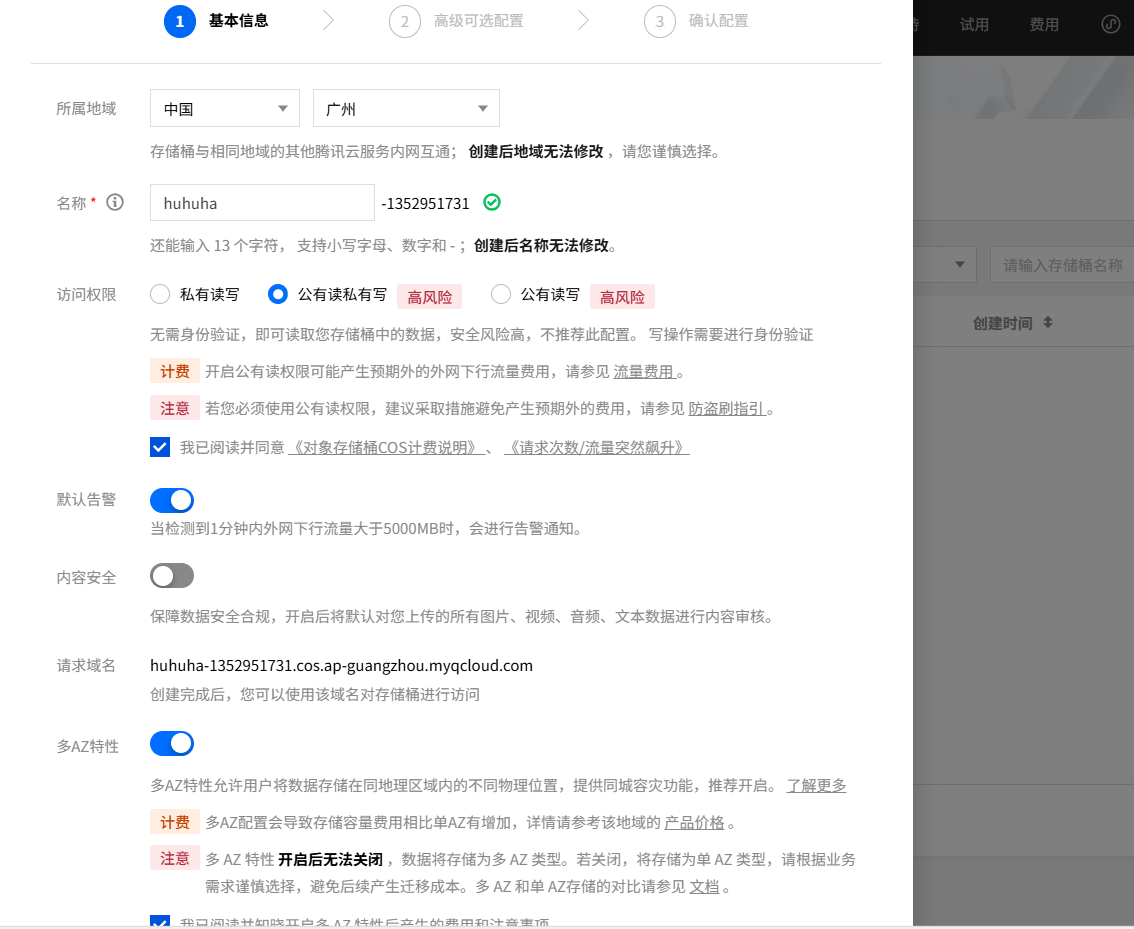 1 基本信息 2 高级可选配置 3 确认配置
试用 费用
所属地域 中国 广州
存储桶与相同地域的其他腾讯云服务内网互通；创建后地域无法修改，请您谨慎选择。
名称 * huhuha -1352951731
还能输入 13 个字符， 支持小写字母、数字和 - ；创建后名称无法修改。
请输入存储桶名称
访问权限 私有读写 公有读私有写 高风险 公有读写 高风险
创建时间
无需身份验证，即可读取您存储桶中的数据，安全风险高，不推荐此配置。 写操作需要进行身份验证
计费 开启公有读权限可能产生预期外的外网下行流量费用，请参见 流量费用 。
注意 若您必须使用公有读权限，建议采取措施避免产生预期外的费用，请参见 防盗刷指引 。
我已阅读并同意 《对象存储桶COS计费说明》 、 《请求次数/流量突然飙升》
默认告警
当检测到1分钟内外网下行流量大于5000MB时，会进行告警通知。
内容安全
保障数据安全合规，开启后将默认对您上传的所有图片、视频、音频、文本数据进行内容审核。
请求域名 huhuha-1352951731.cos.ap-guangzhou.myqcloud.com
创建完成后，您可以使用该域名对存储桶进行访问
多AZ特性
多AZ特性允许用户将数据存储在同地理区域内的不同物理位置，提供同城容灾功能，推荐开启。 了解更多
计费 多AZ配置会导致存储容量费用相比单AZ有增加，详情请参考该地域的 产品价格 。
注意 多 AZ 特性 开启后无法关闭 ，数据将存储为多 AZ 类型。若关闭，将存储为单 AZ 类型，请根据业务
需求谨慎选择，避免后续产生迁移成本。多 AZ 和单 AZ存储的对比请参见 文档 。
我已阅读并知晓开启多 AZ 特性后产生的费用和注意事项